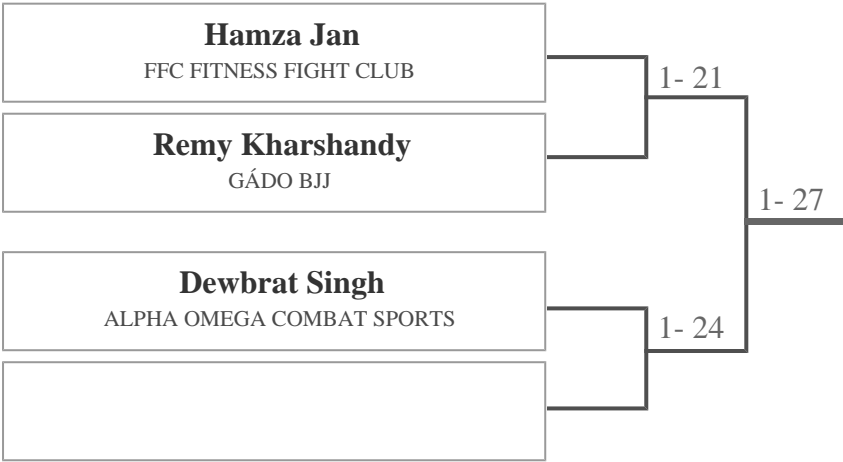 Hamza Jan
FFC FITNESS FIGHT CLUB
1- 21
Remy Kharshandy
GÁDO BJJ
1- 27
Dewbrat Singh
ALPHA OMEGA COMBAT SPORTS
1- 24